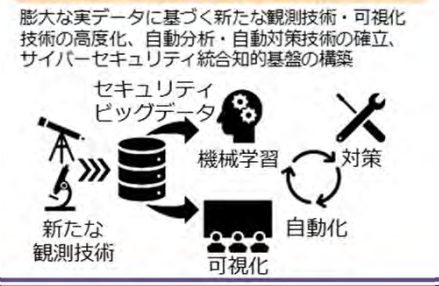 膨大な実データに基づく新たな観測技術・可視化
技術の高度化、自動分析・自動対策技術の確立、
サイバーセキュリティ統合知的基盤の構築
セキュリティ
ビッグデータ
機械学習
対策
新たな
観測技術
自動化
可視化